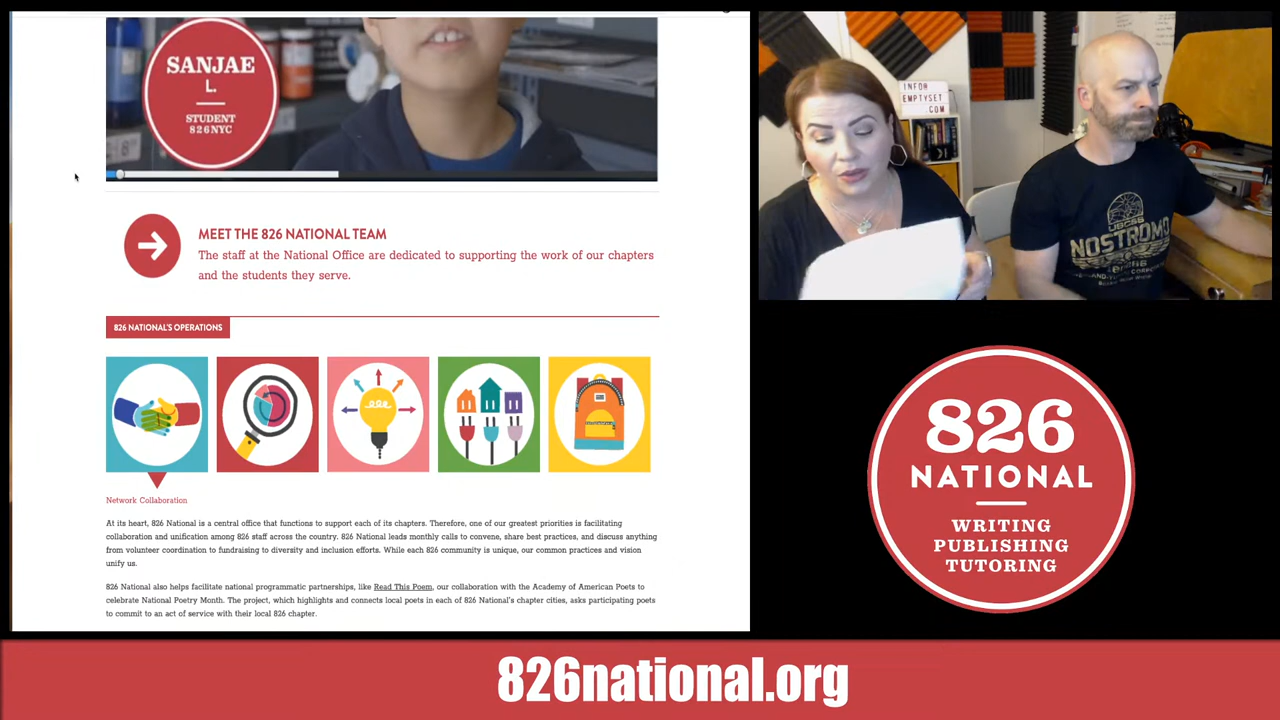 SANJAE
L.
STUDENT
826NYC
MEET THE 826 NATIONAL TEAM
The staff at the National Office are dedicated to supporting the work of our chapters
and the students they serve.
826 NATIONAL'S OPERATIONS
Network Collaboration
At its heart, 826 National is a central office that functions to support each of its chapters. Therefore, one of our greatest priorities is facilitating
collaboration and unification among 826 staff across the country. 826 National leads monthly calls to convene, share best practices, and discuss anything
from volunteer coordination to fundraising to diversity and inclusion efforts. While each 826 community is unique, our common practices and vision
unify us.
826 National also helps facilitate national programmatic partnerships, like Read This Poem, our collaboration with the Academy of American Poets to
celebrate National Poetry Month. The project, which highlights and connects local poets in each of 826 National's chapter cities, asks participating poets
to commit to an act of service with their local 826 chapter.
INFO@
EMPTYSET
COM
NOSTROMO
826
NATIONAL
WRITING
PUBLISHING
TUTORING
826national.org